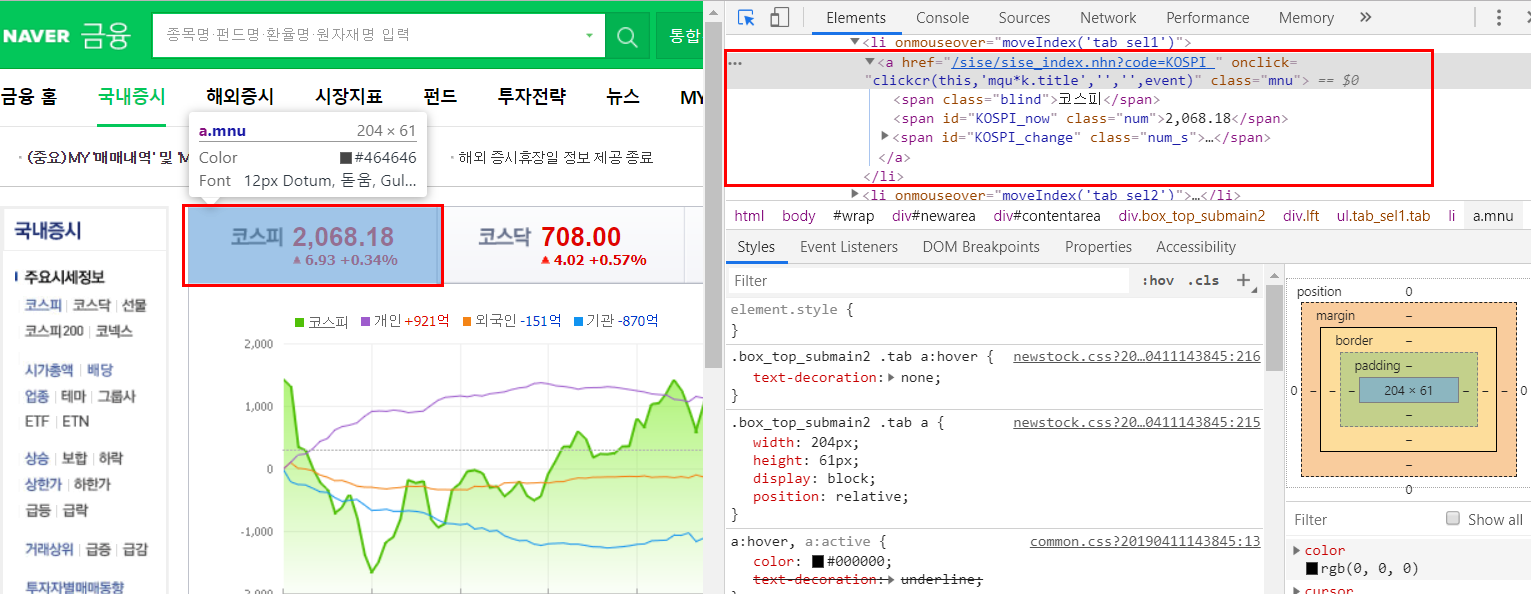 NAVER 금융
종목명·펀드명·환율명·원자재명 입력
통합
금융 홈 국내증시 해외증시 시장지표 펀드 투자전략 뉴스 MY
· (중요) MY '매매내역' 및 'M
· 해외 증시휴장일 정보 제공 종료
a.mnu 204 × 61
Color #464646
Font 12px Dotum, 돋움, Gul...
국내증시
주요시세정보
코스피 | 코스닥 | 선물
코스피200 | 코넥스
시가총액 | 배당
업종 | 테마 | 그룹사
ETF | ETN
상승 | 보합 | 하락
상한가 | 하한가
급등 | 급락
거래상위 | 급증 | 급감
투자자별매매동향
코스피 2,068.18
▲ 6.93 +0.34%
코스닥 708.00
▲ 4.02 +0.57%
코스피 개인 +921억 외국인 -151억 기관 -870억
2,000
1,000
0
-1,000
-2,000
Elements Console Sources Network Performance Memory »
▼<li onmouseover="moveIndex('tab_sel1')">
... ▼<a href="/sise/sise_index.nhn?code=KOSPI " onclick=
"clickcr(this,'mqu*k.title','','',event)" class="mnu"> == $0
<span class="blind">코스피</span>
<span id="KOSPI_now" class="num">2,068.18</span>
▶<span id="KOSPI_change" class="num_s">…</span>
</a>
</li>
▶<li onmouseover="moveIndex('tab_sel2')">…</li>
html body #wrap div#newarea div#contentarea div.box_top_submain2 div.lft ul.tab_sel1.tab li a.mnu
Styles Event Listeners DOM Breakpoints Properties Accessibility
Filter :hov .cls +
element.style {
}
.box_top_submain2 .tab a:hover { newstock.css?20…0411143845:216
text-decoration:▶ none;
}
.box_top_submain2 .tab a { newstock.css?20…0411143845:215
width: 204px;
height: 61px;
display: block;
position: relative;
}
a:hover, a:active { common.css?20190411143845:13
color: #000000;
text-decoration:▶ underline;
position 0
margin –
border –
padding –
0 – – – 204 × 61 – – – 0
–
–
–
0
Filter Show all
▶ color
rgb(0, 0, 0)
▶ cursor